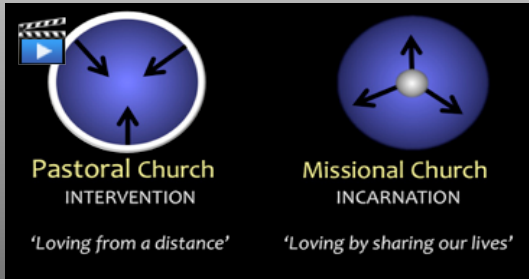 Pastoral Church
INTERVENTION
'Loving from a distance'
Missional Church
INCARNATION
'Loving by sharing our lives'